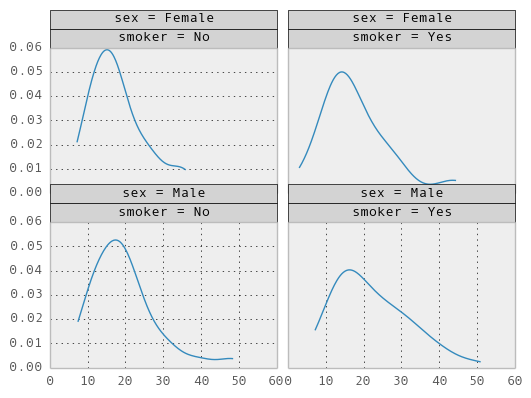 sex = Female
smoker = No
sex = Female
smoker = Yes
0.06
0.05
0.04
0.03
0.02
0.01
0.00
sex = Male
smoker = No
sex = Male
smoker = Yes
0.06
0.05
0.04
0.03
0.02
0.01
0.00
0 10 20 30 40 50 60
0 10 20 30 40 50 60